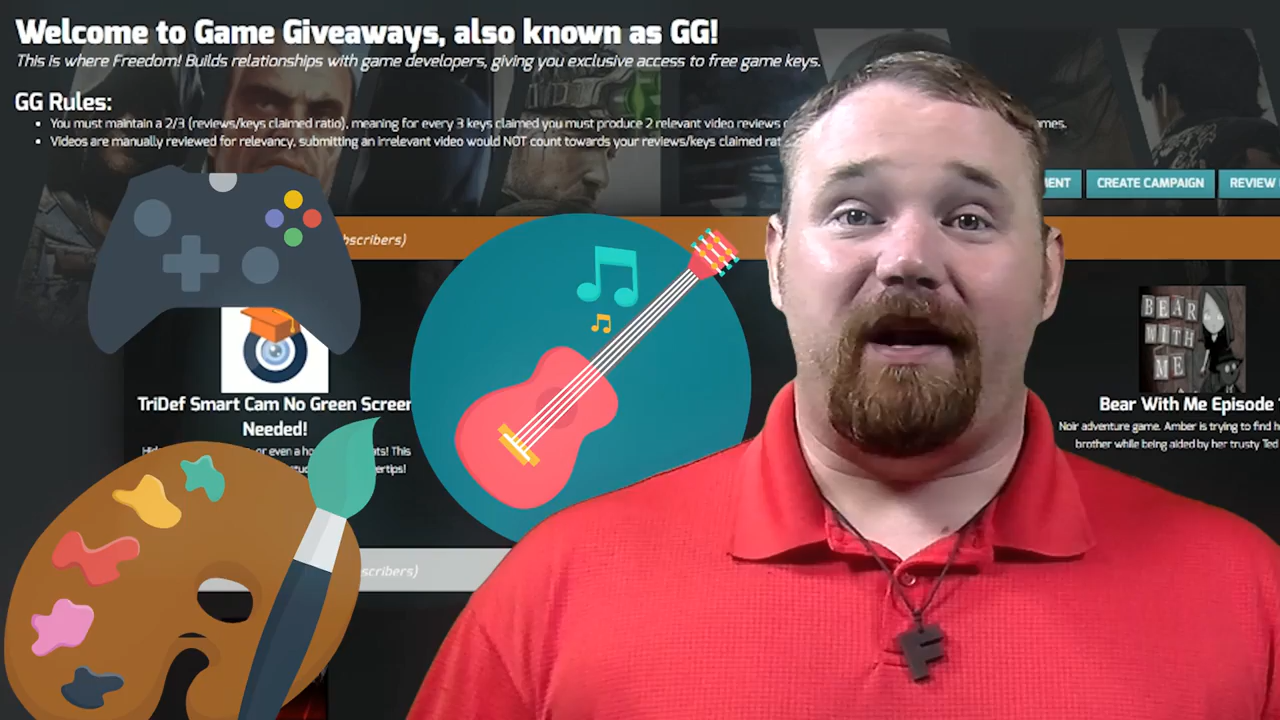 Welcome to Game Giveaways, also known as GG!
This is where Freedom! Builds relationships with game developers, giving you exclusive access to free game keys.
GG Rules:
You must maintain a 2/3 (reviews/keys claimed ratio), meaning for every 3 keys claimed you must produce 2 relevant video reviews
Videos are manually reviewed for relevancy, submitting an irrelevant video would NOT count towards your reviews/keys claimed
CREATE CAMPAIGN
REVIEW
BEAR
WITH
ME
TriDef Smart Cam No Green Screen
Needed!
Bear With Me Episode
Noir adventure game. Amber is trying to find
brother while being aided by her trusty Ted
F